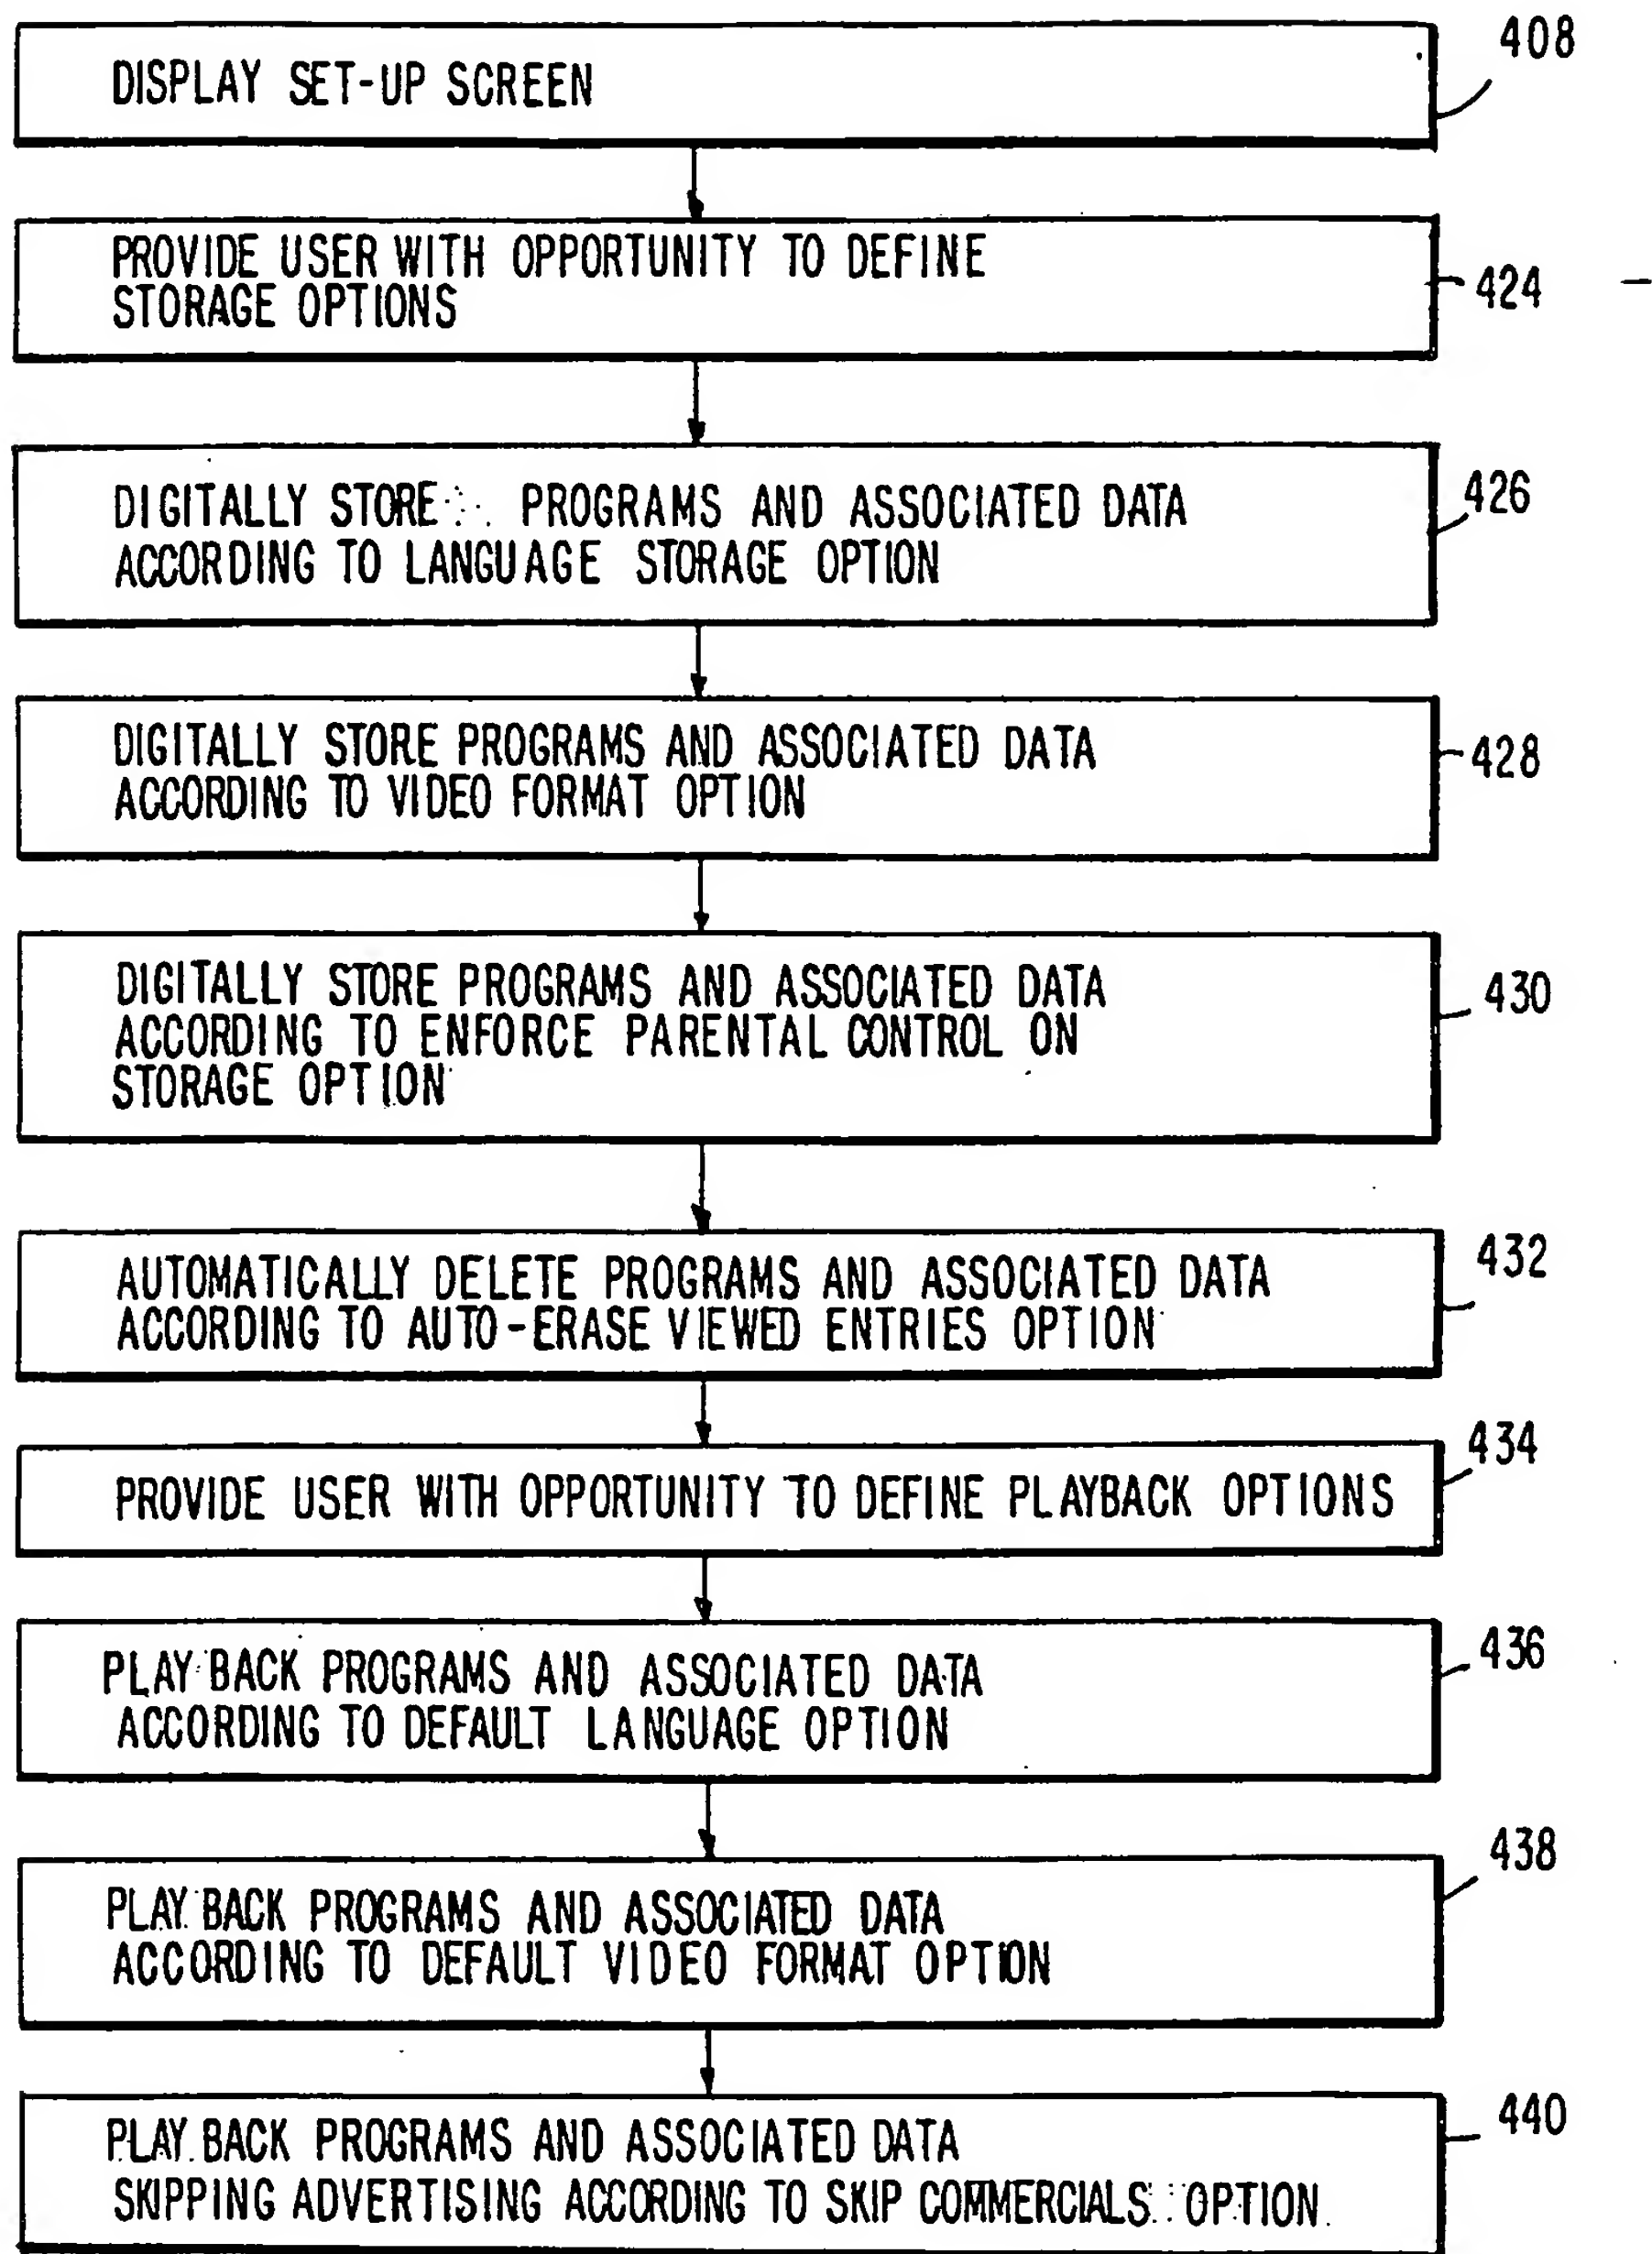 DISPLAY SET-UP SCREEN
408
PROVIDE USER WITH OPPORTUNITY TO DEFINE
STORAGE OPTIONS
424
DIGITALLY STORE PROGRAMS AND ASSOCIATED DATA
ACCORDING TO LANGUAGE STORAGE OPTION
426
DIGITALLY STORE PROGRAMS AND ASSOCIATED DATA
ACCORDING TO VIDEO FORMAT OPTION
428
DIGITALLY STORE PROGRAMS AND ASSOCIATED DATA
ACCORDING TO ENFORCE PARENTAL CONTROL ON
STORAGE OPTION
430
AUTOMATICALLY DELETE PROGRAMS AND ASSOCIATED DATA
ACCORDING TO AUTO-ERASE VIEWED ENTRIES OPTION
432
PROVIDE USER WITH OPPORTUNITY TO DEFINE PLAYBACK OPTIONS
434
PLAY BACK PROGRAMS AND ASSOCIATED DATA
ACCORDING TO DEFAULT LANGUAGE OPTION
436
PLAY BACK PROGRAMS AND ASSOCIATED DATA
ACCORDING TO DEFAULT VIDEO FORMAT OPTION
438
PLAY BACK PROGRAMS AND ASSOCIATED DATA
SKIPPING ADVERTISING ACCORDING TO SKIP COMMERCIALS OPTION
440